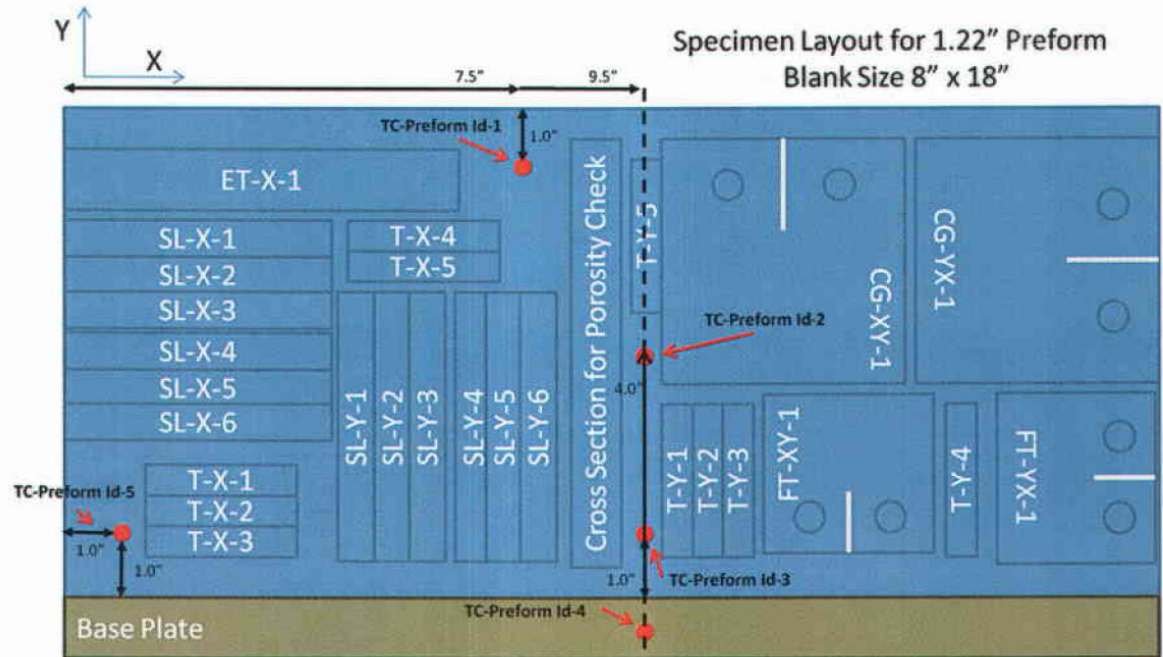 Y
X
Specimen Layout for 1.22" Preform
Blank Size 8" x 18"
7.5"
9.5"
TC-Preform Id-1
1.0"
ET-X-1
SL-X-1
SL-X-2
SL-X-3
SL-X-4
SL-X-5
SL-X-6
T-X-4
T-X-5
SL-Y-1
SL-Y-2
SL-Y-3
SL-Y-4
SL-Y-5
SL-Y-6
Cross Section for Porosity Check
T-Y-5
CG-XY-1
CG-YX-1
TC-Preform Id-2
4.0"
T-Y-1
T-Y-2
T-Y-3
FT-XY-1
T-Y-4
FT-YX-1
T-X-1
T-X-2
T-X-3
TC-Preform Id-5
1.0"
1.0"
1.0"
TC-Preform Id-3
TC-Preform Id-4
Base Plate